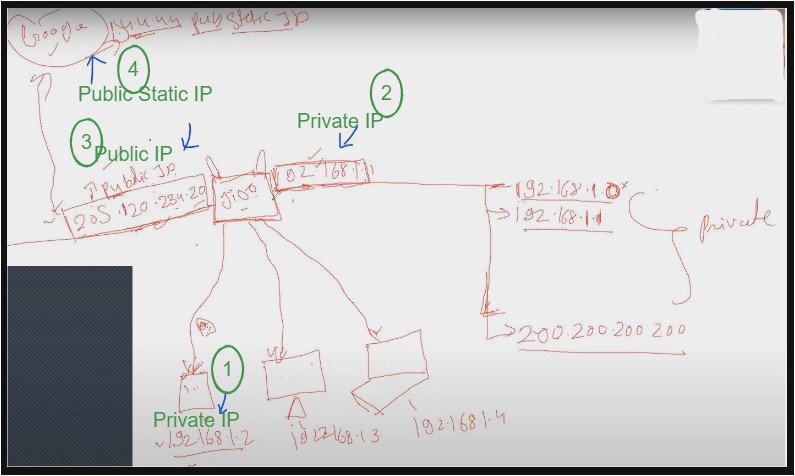 Google
pub static IP
4
Public Static IP
2
Private IP
3
Public IP
Public IP
205.120.234.20
JiO
192.168.1.1
192.168.1.0
192.168.1.1
private
200.200.200.200
1
Private IP
192.168.1.2
192.168.1.3
192.168.1.4